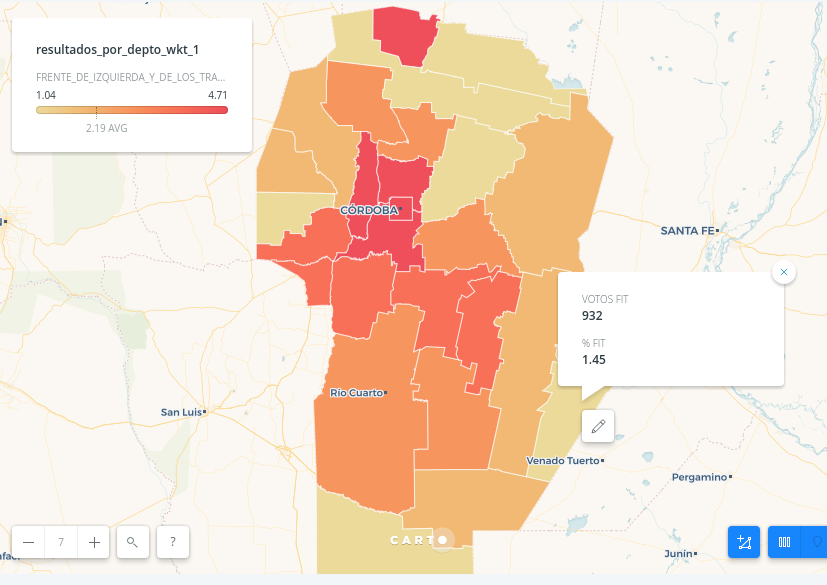 resultados_por_depto_wkt_1
FRENTE_DE_IZQUIERDA_Y_DE_LOS_TRA...
1.04 4.71
2.19 AVG
CÓRDOBA
SANTA FE
VOTOS FIT
932
% FIT
1.45
Río Cuarto
San Luis
Venado Tuerto
Pergamino
CARTO
7
?
Junín